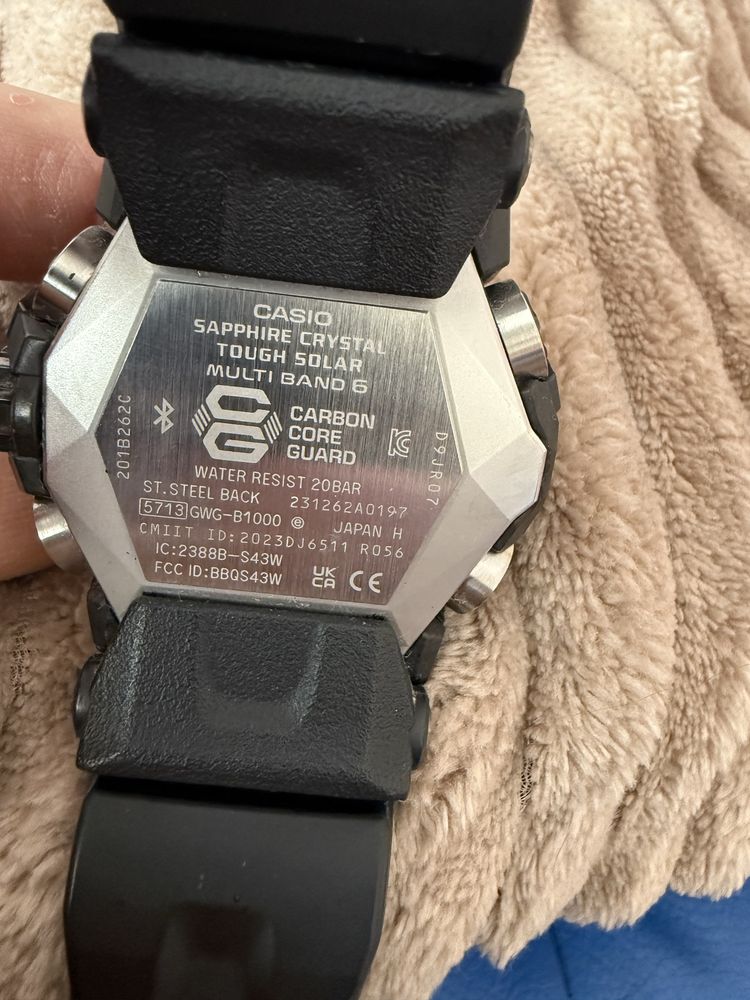 CASIO
SAPPHIRE CRYSTAL
TOUGH SOLAR
MULTI BAND 6
CG CARBON
CORE
GUARD
WATER RESIST 20BAR
ST.STEEL BACK 231262A0197
5713 GWG-B1000 © JAPAN H
CMIIT ID:2023DJ6511 R056
IC:2388B-S43W
FCC ID:BBQS43W UK CA CE
201B262C
D9JR07